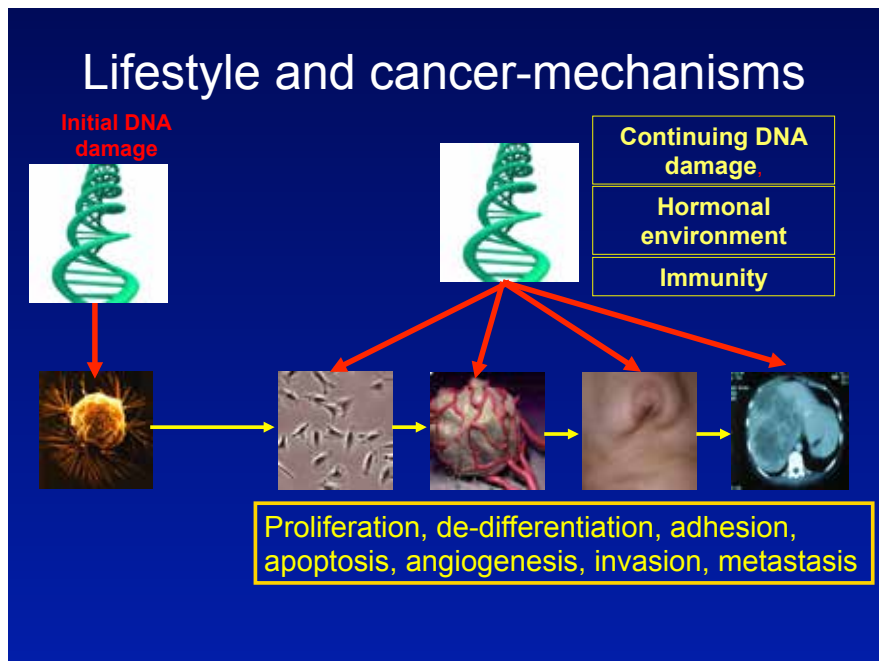 Lifestyle and cancer-mechanisms
Initial DNA
damage
Continuing DNA
damage,
Hormonal
environment
Immunity
Proliferation, de-differentiation, adhesion,
apoptosis, angiogenesis, invasion, metastasis